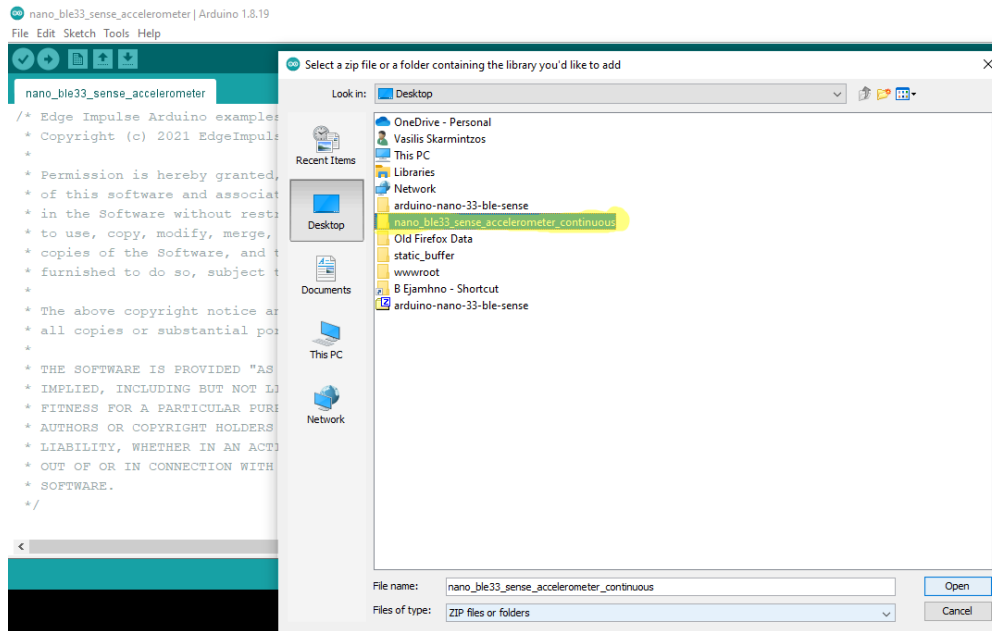 nano_ble33_sense_accelerometer | Arduino 1.8.19
File Edit Sketch Tools Help
nano_ble33_sense_accelerometer
/* Edge Impulse Arduino examples
* Copyright (c) 2021 EdgeImpuls
*
* Permission is hereby granted,
* of this software and associat
* in the Software without restr
* to use, copy, modify, merge,
* copies of the Software, and t
* furnished to do so, subject t
*
* The above copyright notice an
* all copies or substantial por
*
* THE SOFTWARE IS PROVIDED "AS
* IMPLIED, INCLUDING BUT NOT LI
* FITNESS FOR A PARTICULAR PURP
* AUTHORS OR COPYRIGHT HOLDERS
* LIABILITY, WHETHER IN AN ACTI
* OUT OF OR IN CONNECTION WITH
* SOFTWARE.
*/
Select a zip file or a folder containing the library you'd like to add
Look in: Desktop
Recent Items
Desktop
Documents
This PC
Network
OneDrive - Personal
Vasilis Skarmintzos
This PC
Libraries
Network
arduino-nano-33-ble-sense
nano_ble33_sense_accelerometer_continuous
Old Firefox Data
static_buffer
wwwroot
B Ejamhno - Shortcut
arduino-nano-33-ble-sense
File name: nano_ble33_sense_accelerometer_continuous
Open
Files of type: ZIP files or folders
Cancel